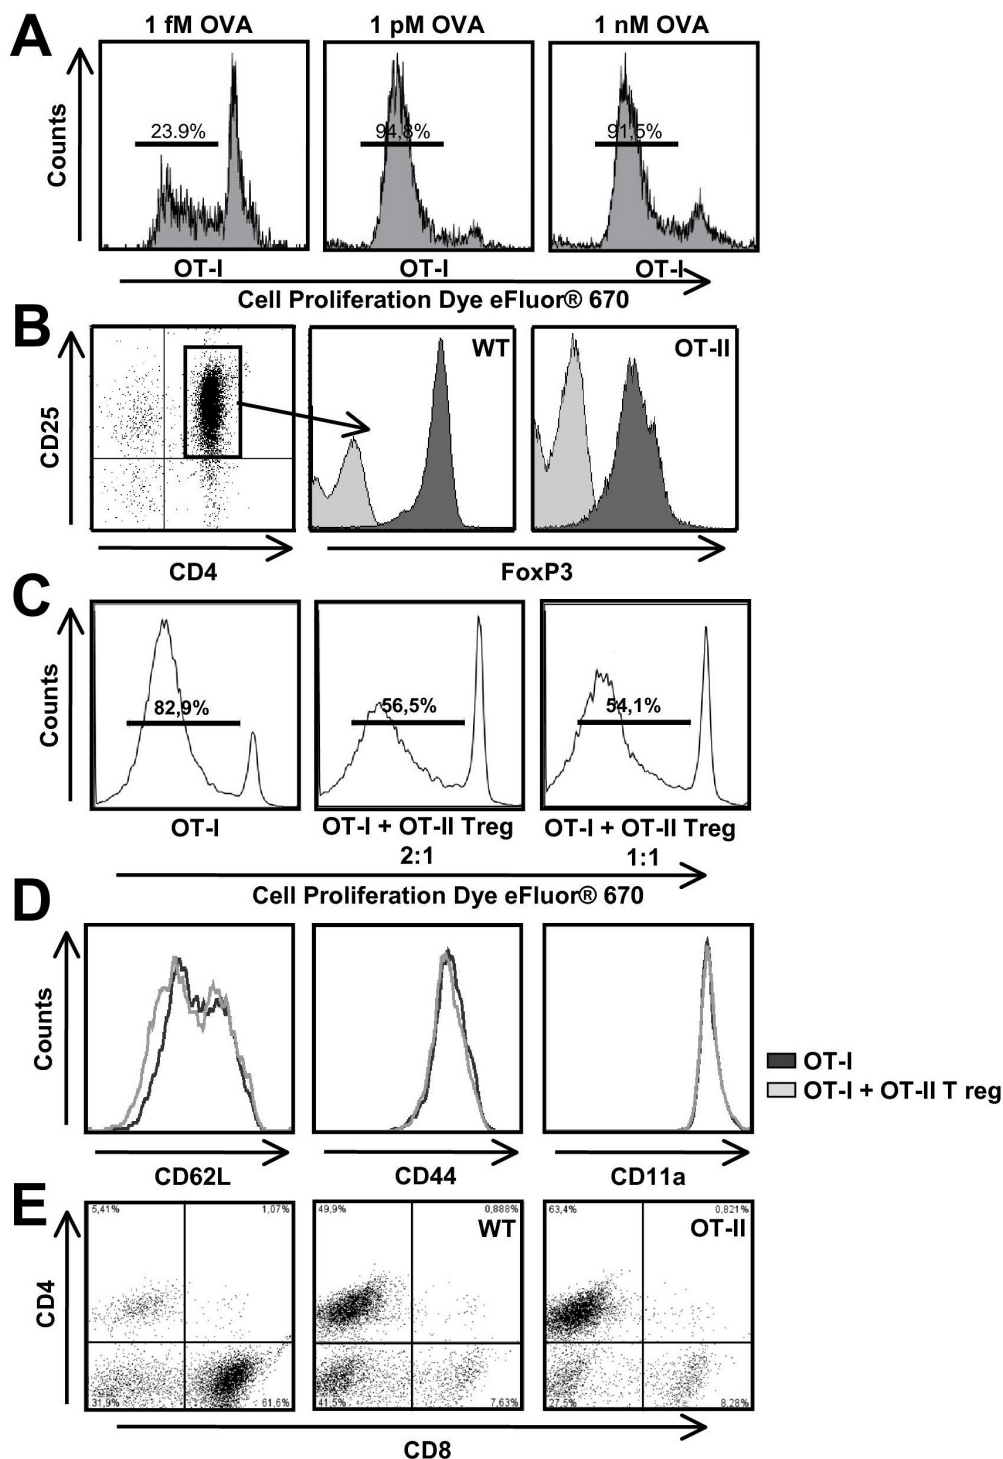 A
1 fM OVA
1 pM OVA
1 nM OVA
Counts
23.9%
94,8%
91,5%
OT-I
OT-I
OT-I
Cell Proliferation Dye eFluor® 670
B
WT
OT-II
CD25
CD4
FoxP3
C
Counts
82,9%
56,5%
54,1%
OT-I
OT-I + OT-II Treg
2:1
OT-I + OT-II Treg
1:1
Cell Proliferation Dye eFluor® 670
D
Counts
OT-I
OT-I + OT-II T reg
CD62L
CD44
CD11a
E
5,41%
1,07%
49,9%
0,888%
WT
63,4%
0,821%
OT-II
CD4
31,9%
61,6%
41,5%
7,63%
27,5%
8,28%
CD8